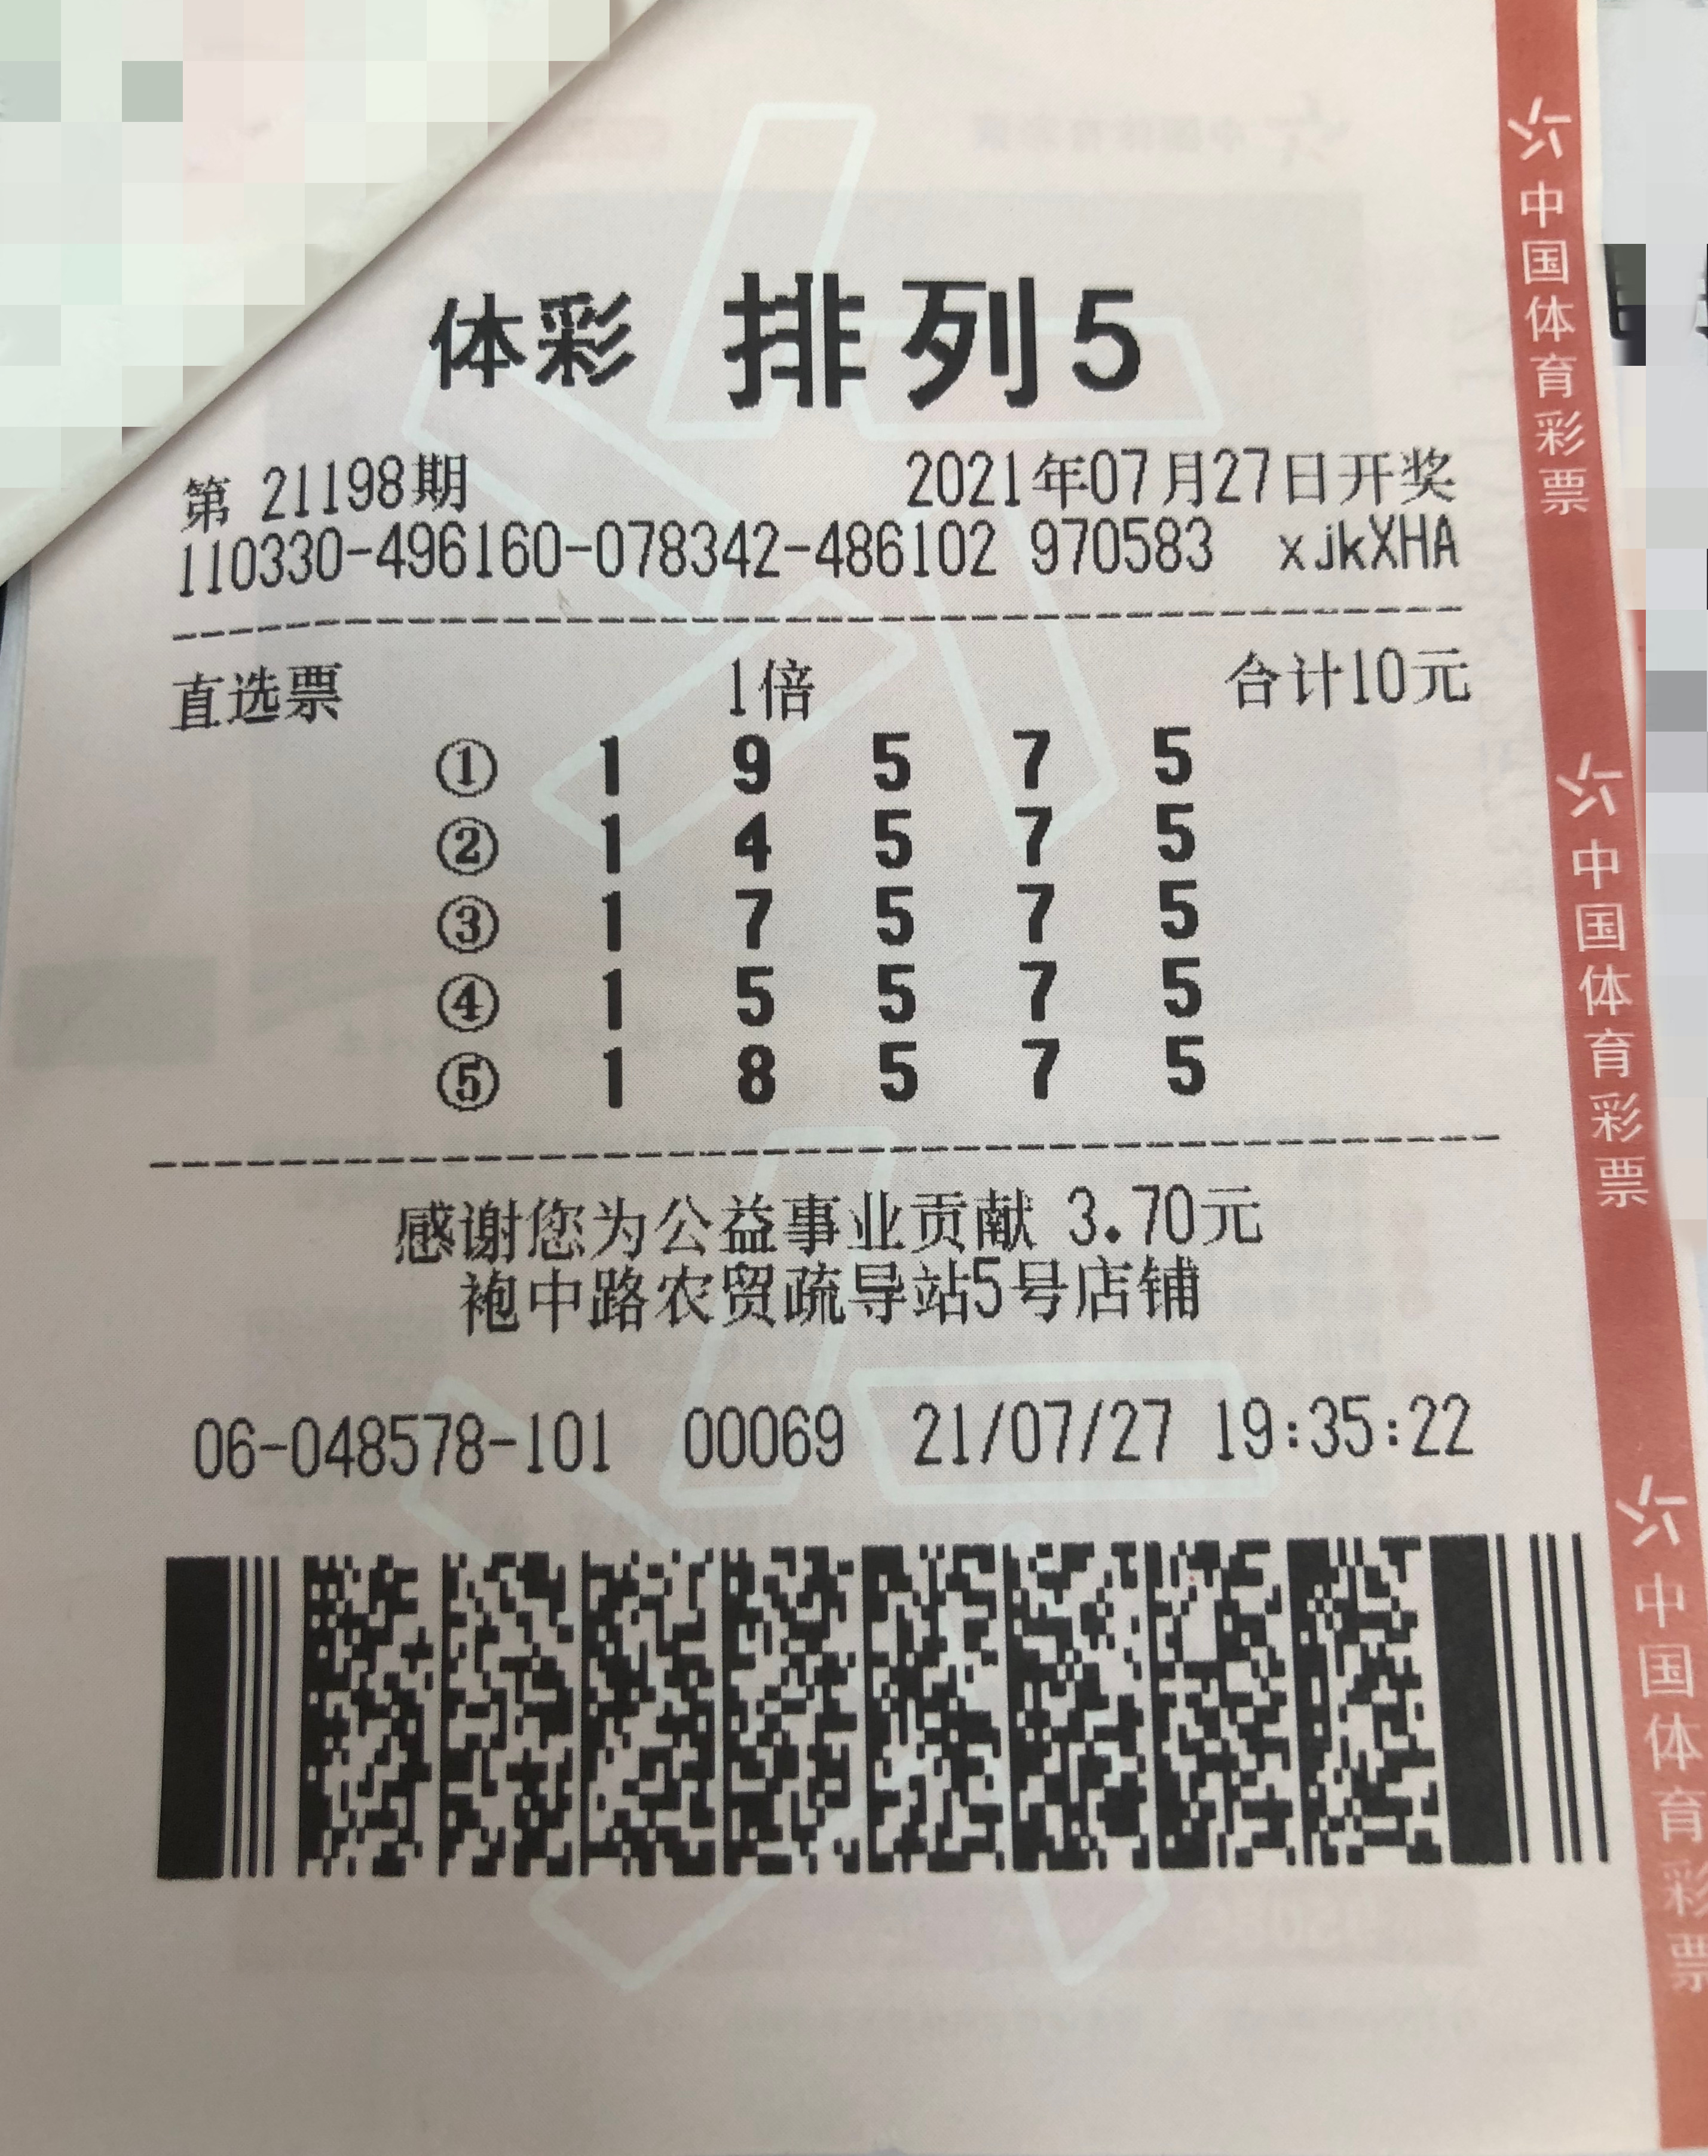 体彩 排列5
第 21198期 2021年07月27日开奖
110330-496160-078342-486102 970583 xjkXHA
直选票 1倍 合计10元
① 1 9 5 7 5
② 1 4 5 7 5
③ 1 7 5 7 5
④ 1 5 5 7 5
⑤ 1 8 5 7 5
感谢您为公益事业贡献 3.70元
袍中路农贸疏导站5号店铺
06-048578-101 00069 21/07/27 19:35:22
中国体育彩票
中国体育彩票
中国体育彩票